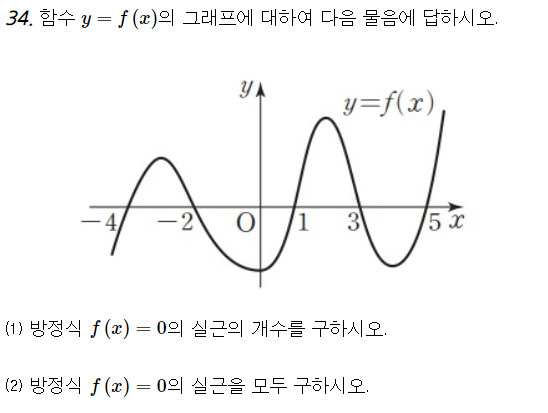 34. 함수 y = f (x)의 그래프에 대하여 다음 물음에 답하시오.
y
y=f(x)
-4 -2 O 1 3 5 x
(1) 방정식 f (x) = 0의 실근의 개수를 구하시오.
(2) 방정식 f (x) = 0의 실근을 모두 구하시오.